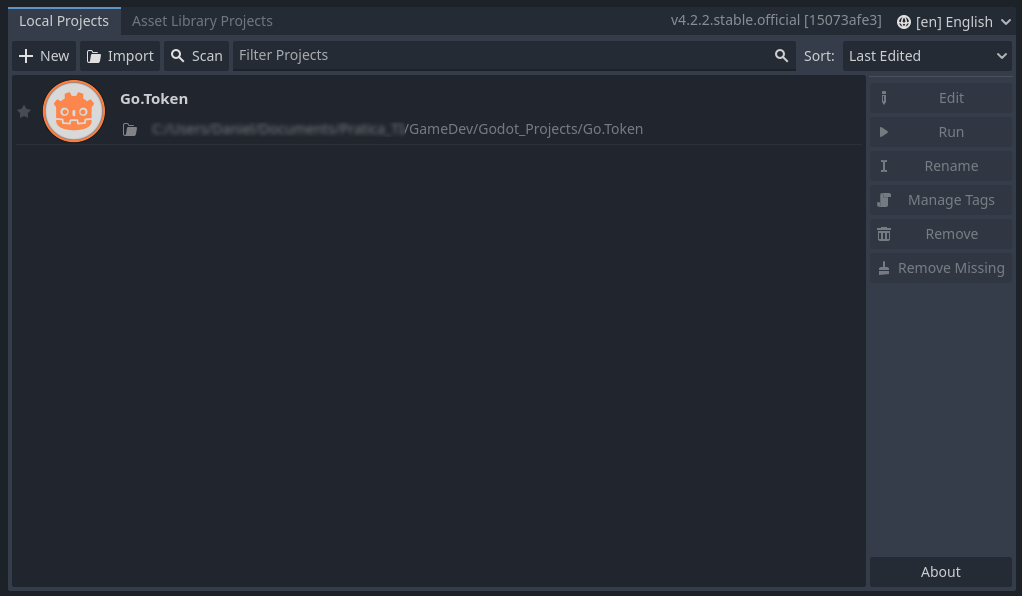 Local Projects Asset Library Projects v4.2.2.stable.official [15073afe3] [en] English
New Import Scan Filter Projects Sort: Last Edited
Go.Token
/GameDev/Godot_Projects/Go.Token
Edit
Run
Rename
Manage Tags
Remove
Remove Missing
About